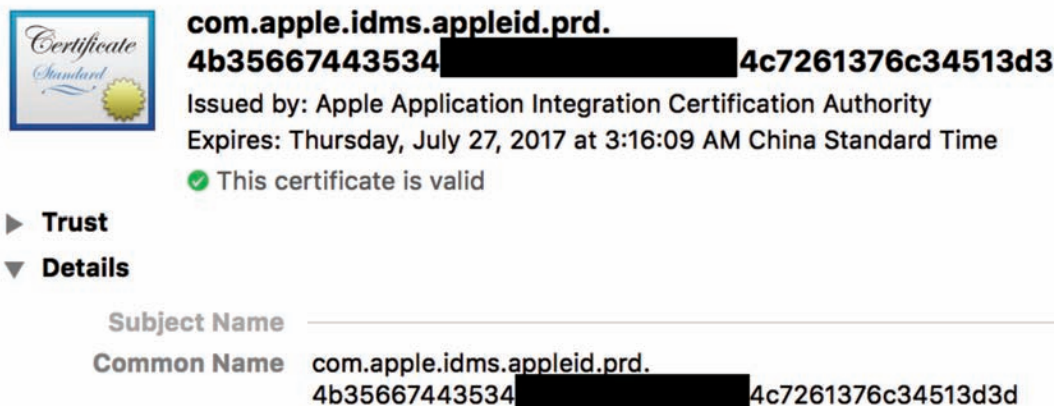 Certificate
Standard
com.apple.idms.appleid.prd.
4b35667443534 4c7261376c34513d3
Issued by: Apple Application Integration Certification Authority
Expires: Thursday, July 27, 2017 at 3:16:09 AM China Standard Time
This certificate is valid
Trust
Details
Subject Name
Common Name com.apple.idms.appleid.prd.
4b35667443534 4c7261376c34513d3d